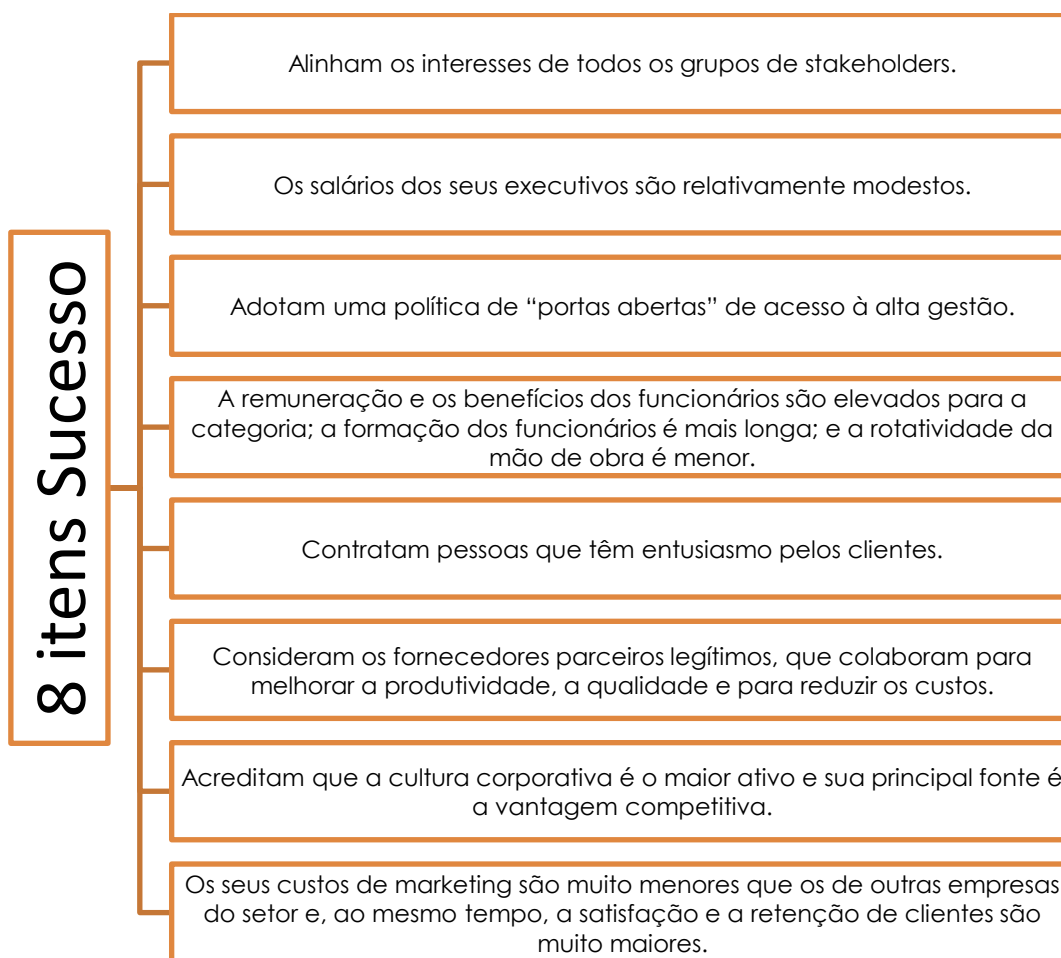 8 itens Sucesso
Alinham os interesses de todos os grupos de stakeholders.
Os salários dos seus executivos são relativamente modestos.
Adotam uma política de “portas abertas” de acesso à alta gestão.
A remuneração e os benefícios dos funcionários são elevados para a
categoria; a formação dos funcionários é mais longa; e a rotatividade da
mão de obra é menor.
Contratam pessoas que têm entusiasmo pelos clientes.
Consideram os fornecedores parceiros legítimos, que colaboram para
melhorar a produtividade, a qualidade e para reduzir os custos.
Acreditam que a cultura corporativa é o maior ativo e sua principal fonte é
a vantagem competitiva.
Os seus custos de marketing são muito menores que os de outras empresas
do setor e, ao mesmo tempo, a satisfação e a retenção de clientes são
muito maiores.